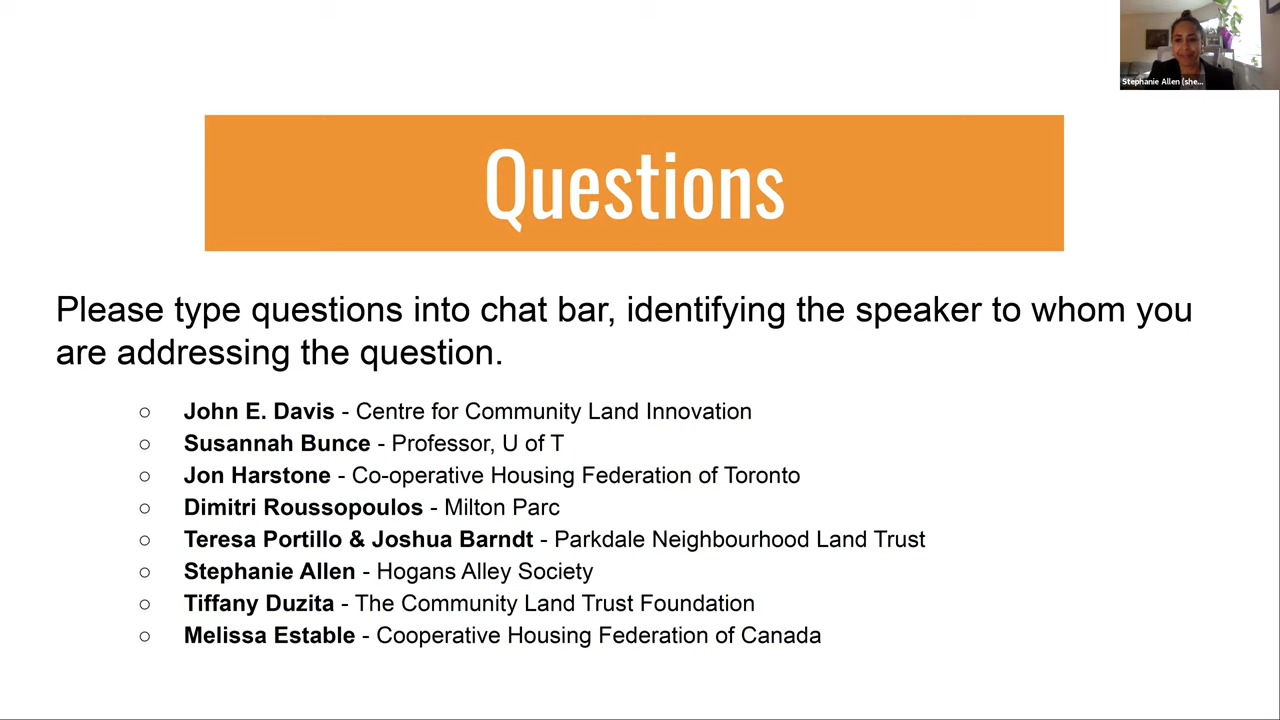 Stephanie Allen (she...
Questions
Please type questions into chat bar, identifying the speaker to whom you
are addressing the question.
○ John E. Davis - Centre for Community Land Innovation
○ Susannah Bunce - Professor, U of T
○ Jon Harstone - Co-operative Housing Federation of Toronto
○ Dimitri Roussopoulos - Milton Parc
○ Teresa Portillo & Joshua Barndt - Parkdale Neighbourhood Land Trust
○ Stephanie Allen - Hogans Alley Society
○ Tiffany Duzita - The Community Land Trust Foundation
○ Melissa Estable - Cooperative Housing Federation of Canada